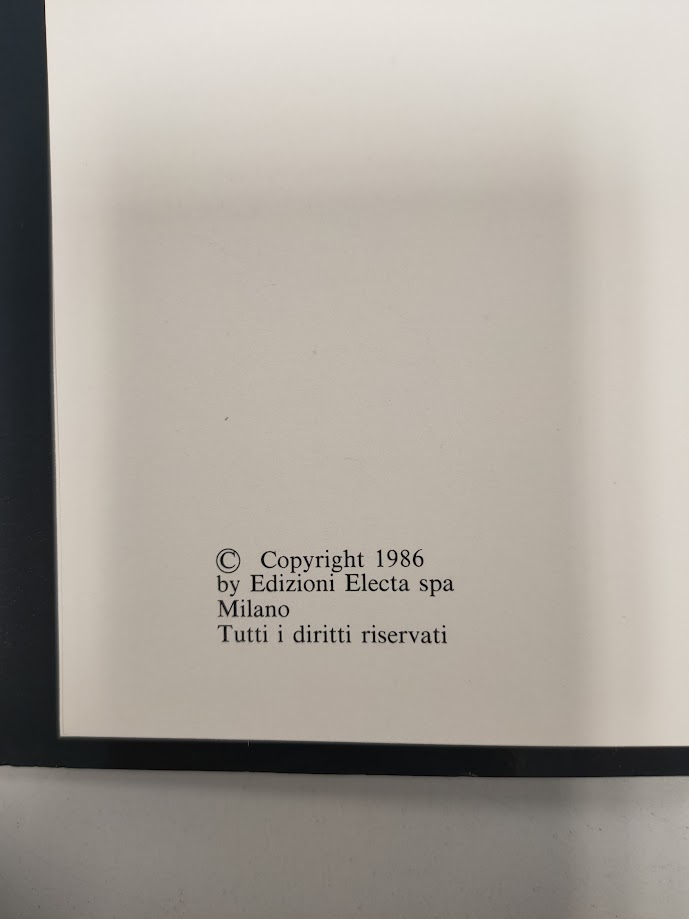 © Copyright 1986
by Edizioni Electa spa
Milano
Tutti i diritti riservati